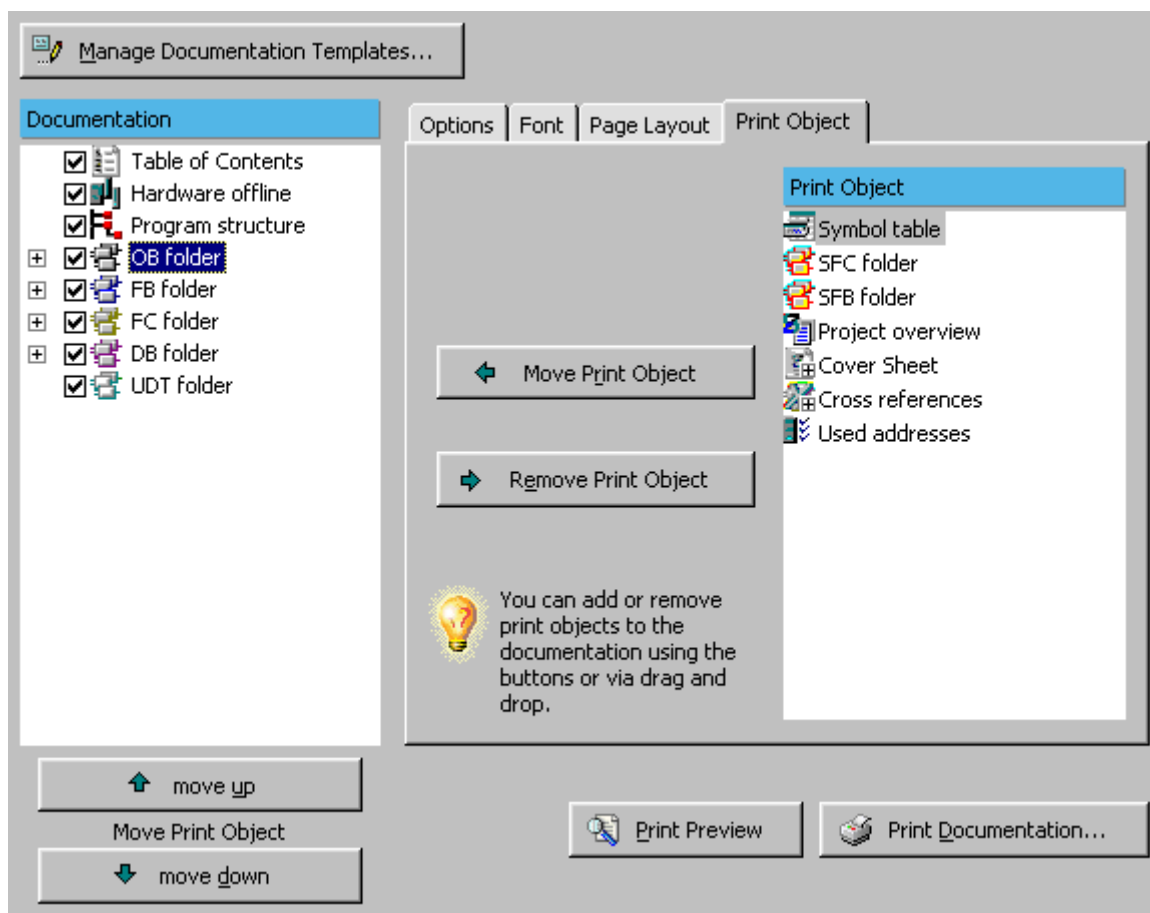 Manage Documentation Templates...
Documentation
Table of Contents
Hardware offline
Program structure
OB folder
FB folder
FC folder
DB folder
UDT folder
move up
Move Print Object
move down
Options
Font
Page Layout
Print Object
Move Print Object
Remove Print Object
You can add or remove
print objects to the
documentation using the
buttons or via drag and
drop.
Print Object
Symbol table
SFC folder
SFB folder
Project overview
Cover Sheet
Cross references
Used addresses
Print Preview
Print Documentation...